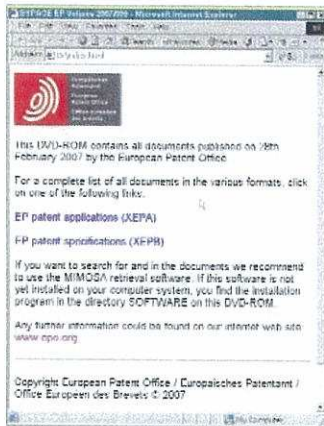 Europäisches
Patentamt
European
Patent Office
Office européen
des brevets
This DVD-ROM contains all documents published on 28th
February 2007 by the European Patent Office
For a complete list of all documents in the various formats, click
on one of the following links.
EP patent applications (XEPA)
EP patent specifications (XEPB)
If you want to search for and in the documents we recommend
to use the MIMOSA retrieval software. If this software is not
yet installed on your computer system, you find the installation
program in the directory SOFTWARE on this DVD-ROM.
Any further information could be found on our internet web site
www.epo.org
Copyright European Patent Office / Europäisches Patentamt /
Office Européen des Brevets © 2007
My Computer